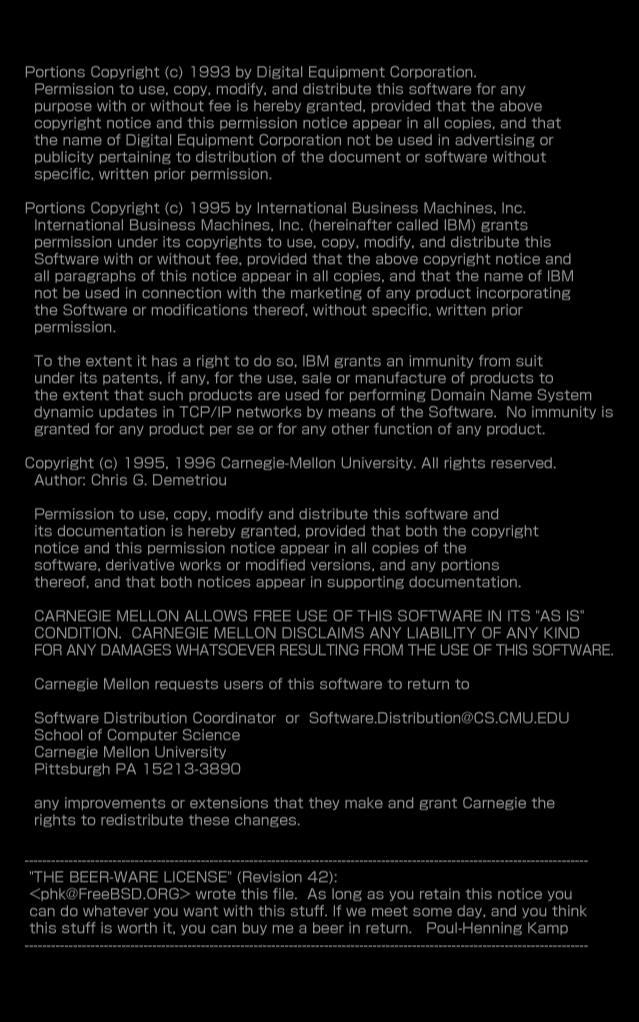 Portions Copyright (c) 1993 by Digital Equipment Corporation.
Permission to use, copy, modify, and distribute this software for any
purpose with or without fee is hereby granted, provided that the above
copyright notice and this permission notice appear in all copies, and that
the name of Digital Equipment Corporation not be used in advertising or
publicity pertaining to distribution of the document or software without
specific, written prior permission.

Portions Copyright (c) 1995 by International Business Machines, Inc.
International Business Machines, Inc. (hereinafter called IBM) grants
permission under its copyrights to use, copy, modify, and distribute this
Software with or without fee, provided that the above copyright notice and
all paragraphs of this notice appear in all copies, and that the name of IBM
not be used in connection with the marketing of any product incorporating
the Software or modifications thereof, without specific, written prior
permission.

To the extent it has a right to do so, IBM grants an immunity from suit
under its patents, if any, for the use, sale or manufacture of products to
the extent that such products are used for performing Domain Name System
dynamic updates in TCP/IP networks by means of the Software.  No immunity is
granted for any product per se or for any other function of any product.

Copyright (c) 1995, 1996 Carnegie-Mellon University. All rights reserved.
Author: Chris G. Demetriou

Permission to use, copy, modify and distribute this software and
its documentation is hereby granted, provided that both the copyright
notice and this permission notice appear in all copies of the
software, derivative works or modified versions, and any portions
thereof, and that both notices appear in supporting documentation.

CARNEGIE MELLON ALLOWS FREE USE OF THIS SOFTWARE IN ITS "AS IS"
CONDITION.  CARNEGIE MELLON DISCLAIMS ANY LIABILITY OF ANY KIND
FOR ANY DAMAGES WHATSOEVER RESULTING FROM THE USE OF THIS SOFTWARE.

Carnegie Mellon requests users of this software to return to

Software Distribution Coordinator  or  Software.Distribution@CS.CMU.EDU
School of Computer Science
Carnegie Mellon University
Pittsburgh PA 15213-3890

any improvements or extensions that they make and grant Carnegie the
rights to redistribute these changes.

----------------------------------------------------------------------------
"THE BEER-WARE LICENSE" (Revision 42):
<phk@FreeBSD.ORG> wrote this file.  As long as you retain this notice you
can do whatever you want with this stuff. If we meet some day, and you think
this stuff is worth it, you can buy me a beer in return.   Poul-Henning Kamp
----------------------------------------------------------------------------